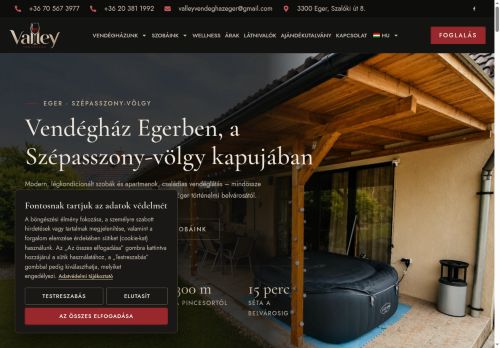 +36 70 567 3977
+36 20 381 1992
valleyvendeghazeger@gmail.com
3300 Eger, Szalóki út 8.
Valley
VENDÉGHÁZUNK
SZOBÁINK
WELLNESS
ÁRAK
LÁTNIVALÓK
AJÁNDÉKUTALVÁNY
KAPCSOLAT
HU
FOGLALÁS
EGER · SZÉPASSZONY-VÖLGY
Vendégház Egerben, a
Szépasszony-völgy kapujában
Modern, légkondicionált szobák és apartmanok, családias vendéglátás – mindössze
Eger történelmi belvárosától.
Fontosnak tartjuk az adatok védelmét
A böngészési élmény fokozása, a személyre szabott
hirdetések vagy tartalmak megjelenítése, valamint a
forgalom elemzése érdekében sütiket (cookie-kat)
használunk. Az „Az összes elfogadása" gombra kattintva
hozzájárul a sütik használatához, a „Testreszabás"
gombbal pedig kiválaszthatja, melyiket
engedélyezi. Adatvédelmi tájékoztató
TESTRESZABÁS
ELUTASÍT
AZ ÖSSZES ELFOGADÁSA
OBÁINK
300 m
A PINCESORTÓL
15 perc
SÉTA A
BELVÁROSIG